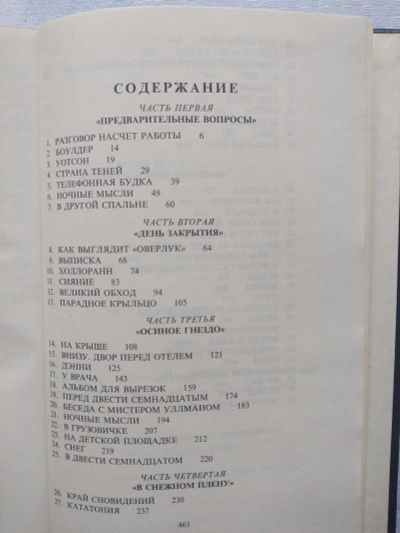 СОДЕРЖАНИЕ
ЧАСТЬ ПЕРВАЯ
«ПРЕДВАРИТЕЛЬНЫЕ ВОПРОСЫ»
1. РАЗГОВОР НАСЧЕТ РАБОТЫ 6
2. БОУЛДЕР 14
3. УОТСОН 19
4. СТРАНА ТЕНЕЙ 29
5. ТЕЛЕФОННАЯ БУДКА 39
6. НОЧНЫЕ МЫСЛИ 49
7. В ДРУГОЙ СПАЛЬНЕ 60
ЧАСТЬ ВТОРАЯ
«ДЕНЬ ЗАКРЫТИЯ»
8. КАК ВЫГЛЯДИТ «ОВЕРЛУК» 64
9. ВЫПИСКА 68
10. ХОЛЛОРАНН 74
11. СИЯНИЕ 83
12. ВЕЛИКИЙ ОБХОД 94
13. ПАРАДНОЕ КРЫЛЬЦО 105
ЧАСТЬ ТРЕТЬЯ
«ОСИНОЕ ГНЕЗДО»
14. НА КРЫШЕ 108
15. ВНИЗУ. ДВОР ПЕРЕД ОТЕЛЕМ 121
16. ДЭННИ 125
17. У ВРАЧА 143
18. АЛЬБОМ ДЛЯ ВЫРЕЗОК 159
19. ПЕРЕД ДВЕСТИ СЕМНАДЦАТЫМ 174
20. БЕСЕДА С МИСТЕРОМ УЛЛМАНОМ 183
21. НОЧНЫЕ МЫСЛИ 194
22. В ГРУЗОВИЧКЕ 207
23. НА ДЕТСКОЙ ПЛОЩАДКЕ 212
24. СНЕГ 219
25. В ДВЕСТИ СЕМНАДЦАТОМ 220
ЧАСТЬ ЧЕТВЕРТАЯ
«В СНЕЖНОМ ПЛЕНУ»
26. КРАЙ СНОВИДЕНИЙ 230
27. КАТАТОНИЯ 237
461